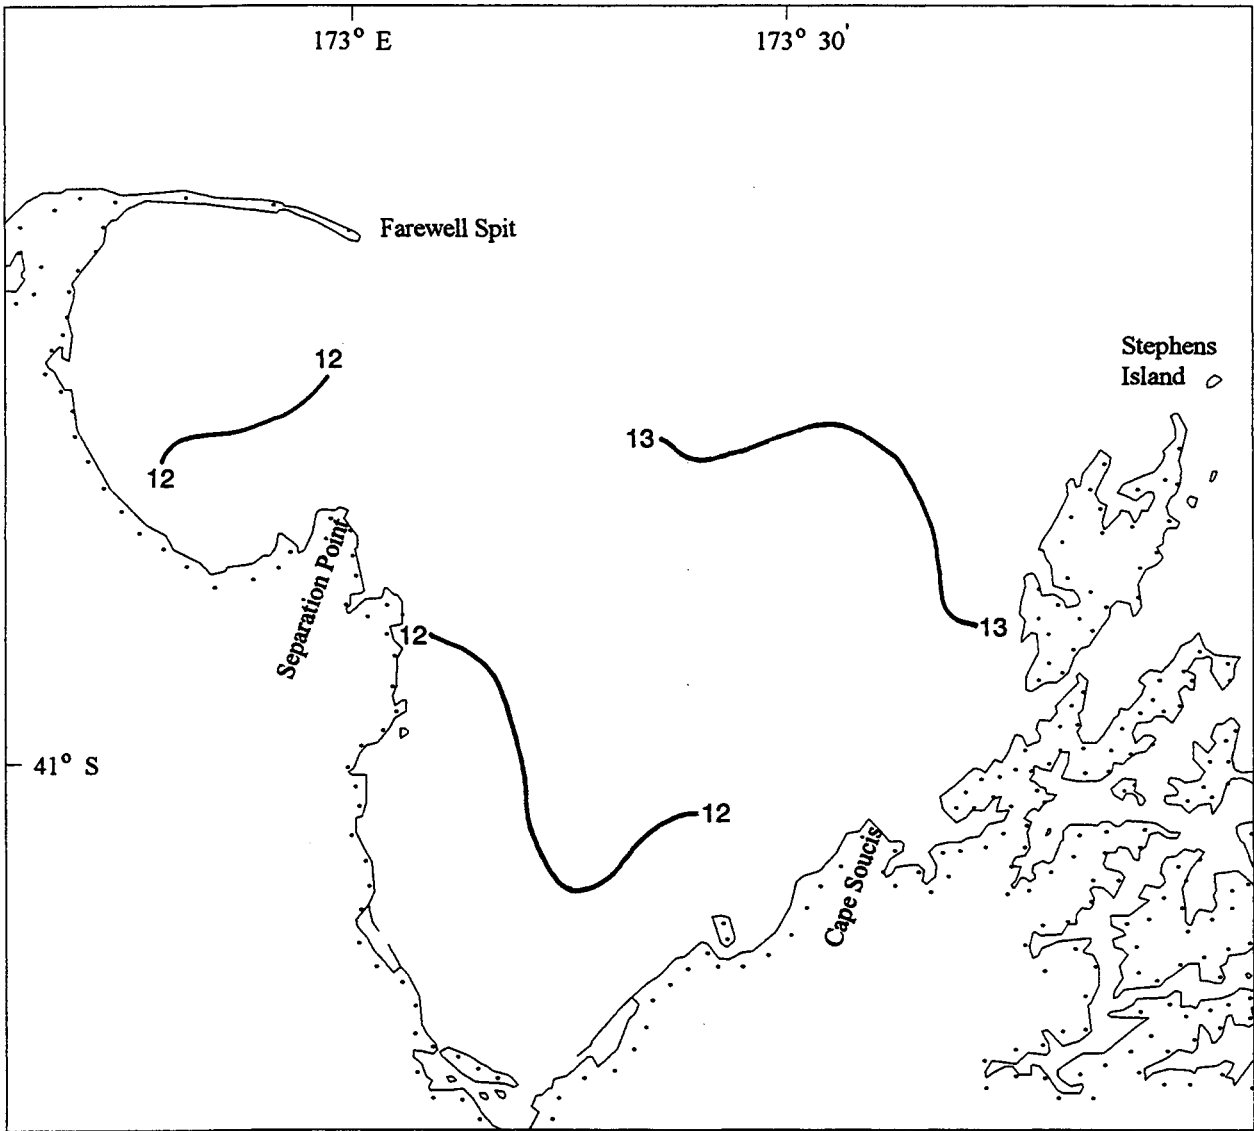 173° E
173° 30'
Farewell Spit
Stephens
Island
12
12
13
13
Separation Point
12
12
41° S
Cape Soucis